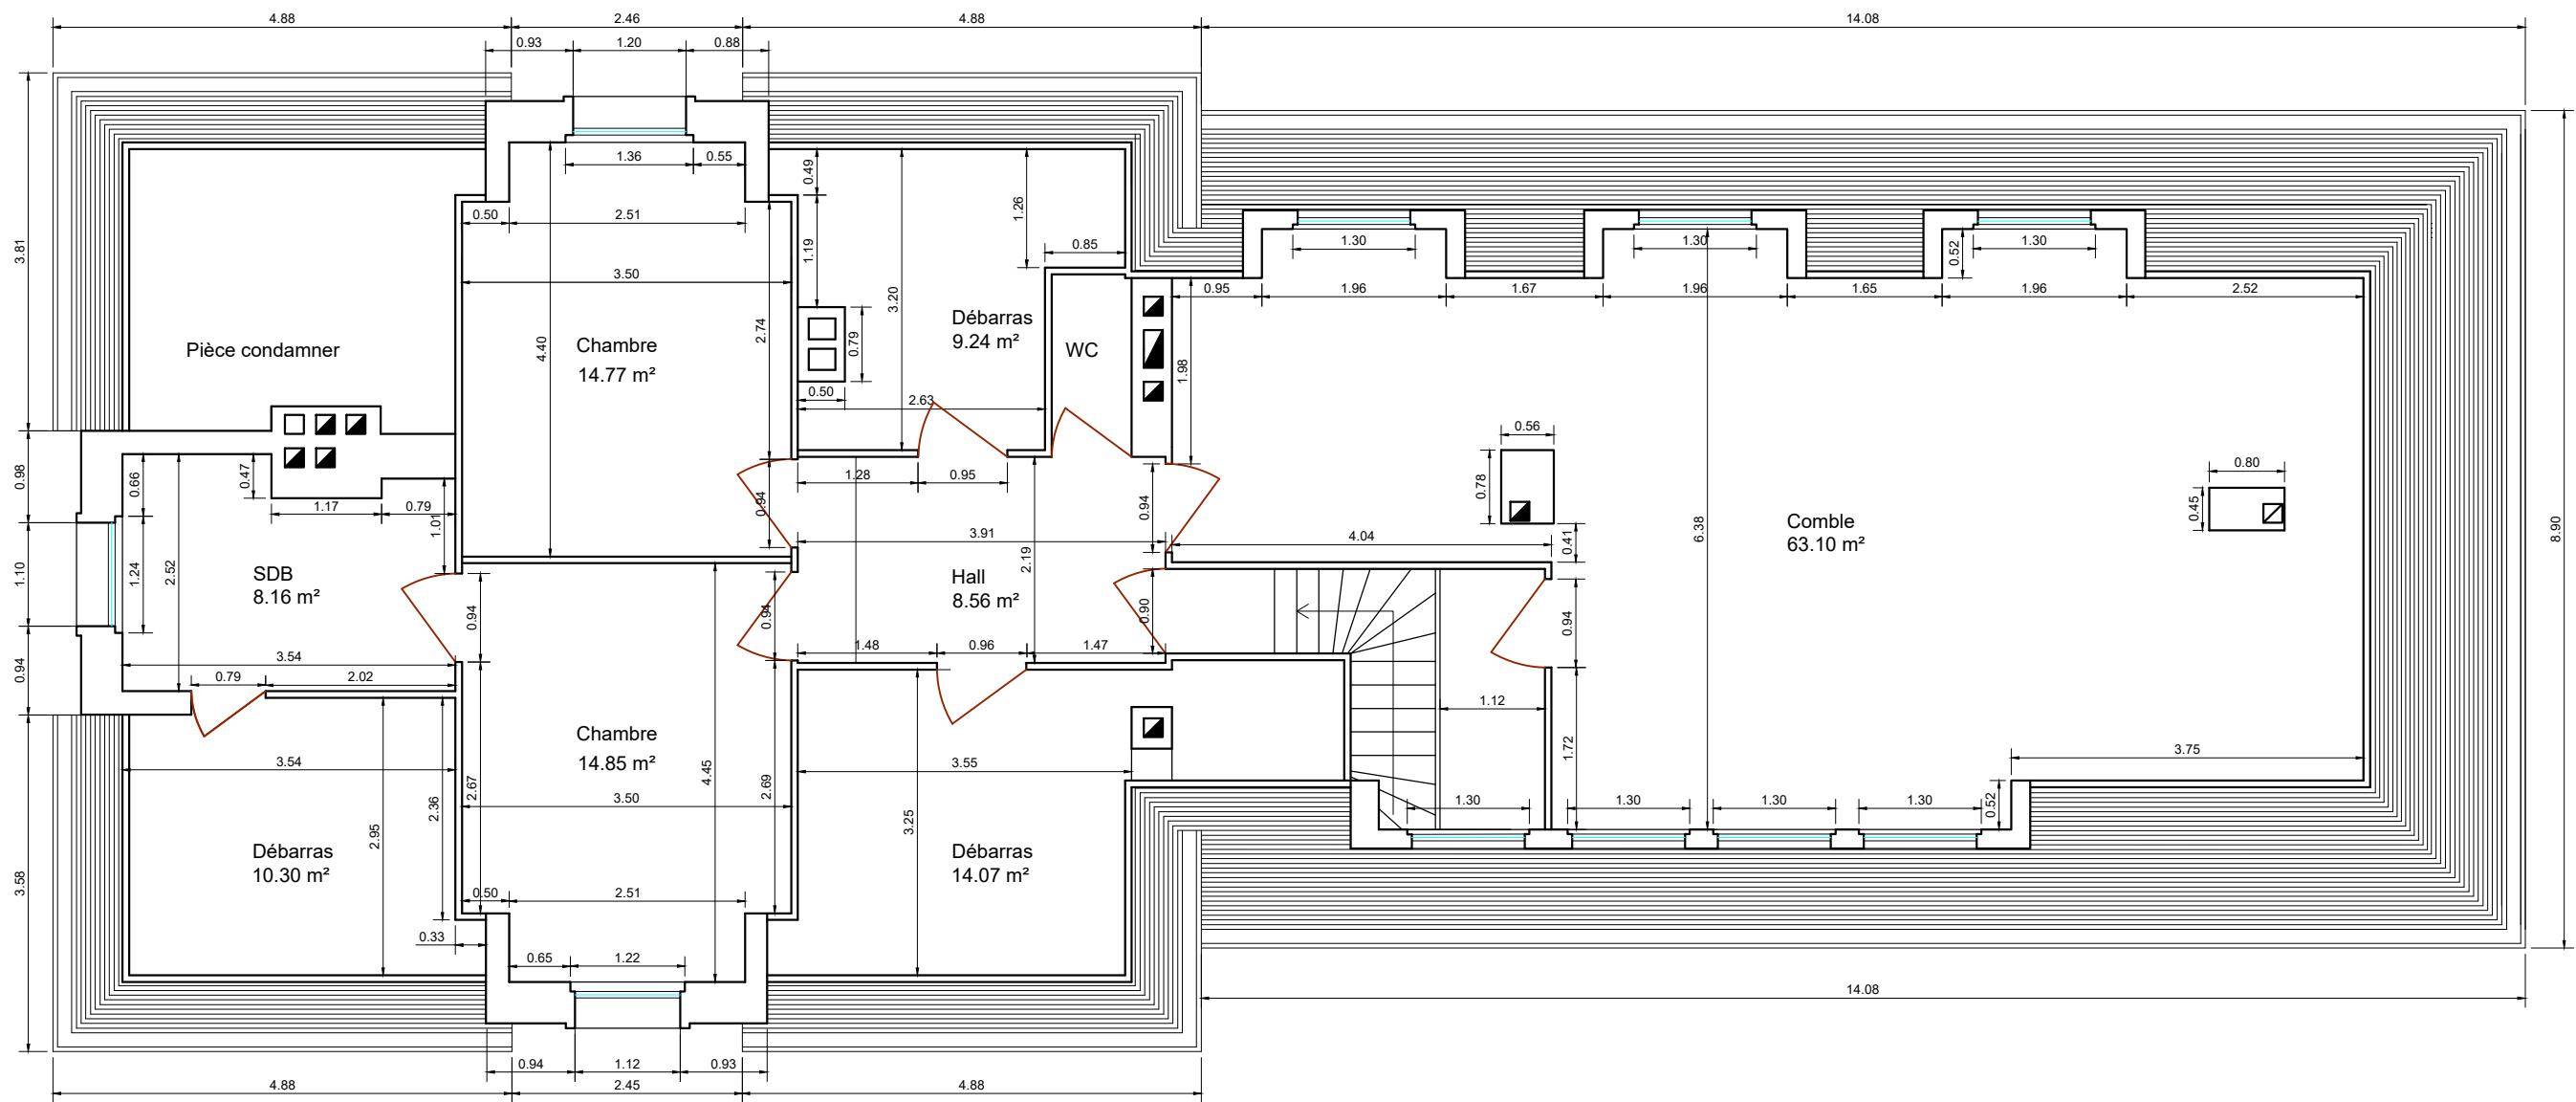 4.88 2.46 4.88 14.08
0.93 1.20 0.88
1.36 0.55
0.49
1.26
0.50 2.51
1.19
0.85
3.81
3.50
1.30 1.30 0.52 1.30
0.95 1.96 1.67 1.96 1.65 1.96 2.52
3.20
Débarras
9.24 m²
WC
Pièce condamner
Chambre
14.77 m²
4.40
2.74
0.79
1.98
0.50
2.63
0.56
0.98
0.66
0.47
1.17 0.79
1.01
1.28 0.95
0.94
0.94
0.78
0.80
0.45
3.91
4.04
0.41
6.38
Comble
63.10 m²
8.90
1.10
1.24
2.52
SDB
8.16 m²
2.19
Hall
8.56 m²
0.94
0.94
0.90
0.94
0.94
3.54
1.48 0.96 1.47
0.79 2.02
1.12
1.72
3.75
Chambre
14.85 m²
3.54
2.67
4.45
2.69
3.55
3.50
1.30 1.30 1.30 1.30
0.52
2.36
2.95
3.25
Débarras
10.30 m²
Débarras
14.07 m²
3.58
0.50 2.51
0.33
0.65 1.22
14.08
0.94 1.12 0.93
4.88 2.45 4.88